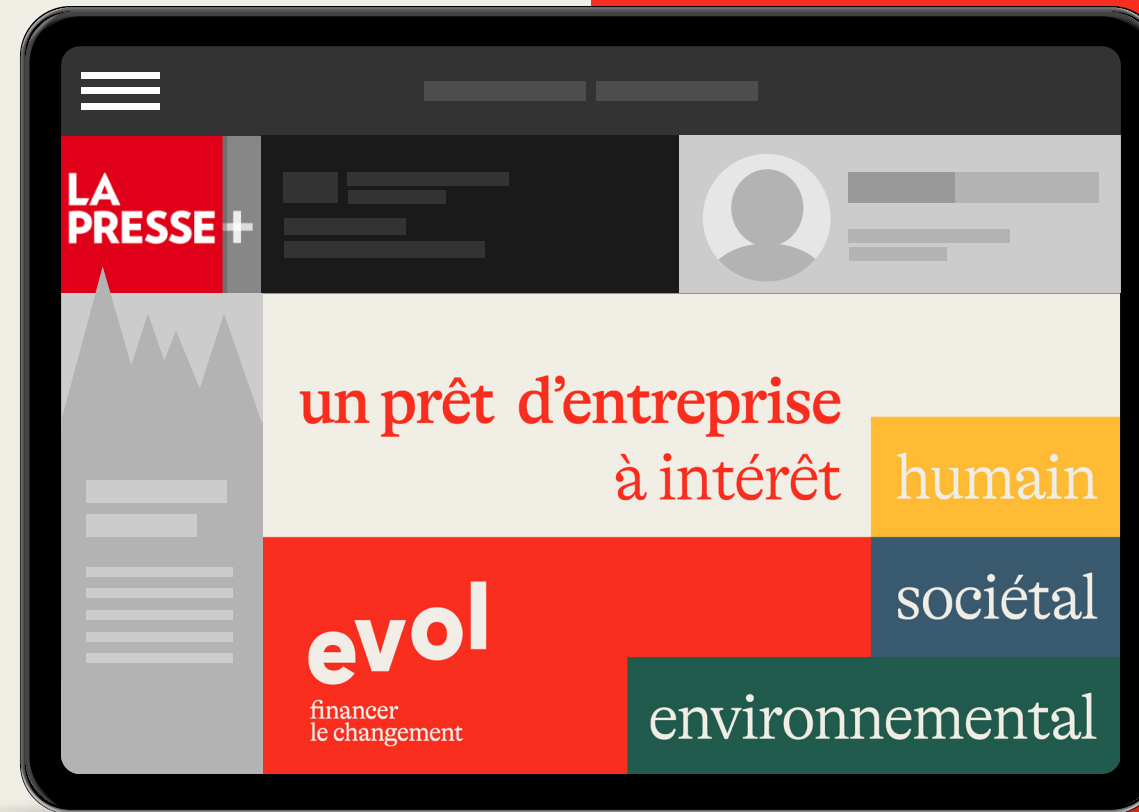 LA
PRESSE+
un prêt d’entreprise
à intérêt
humain
sociétal
environnemental
evol
financer
le changement